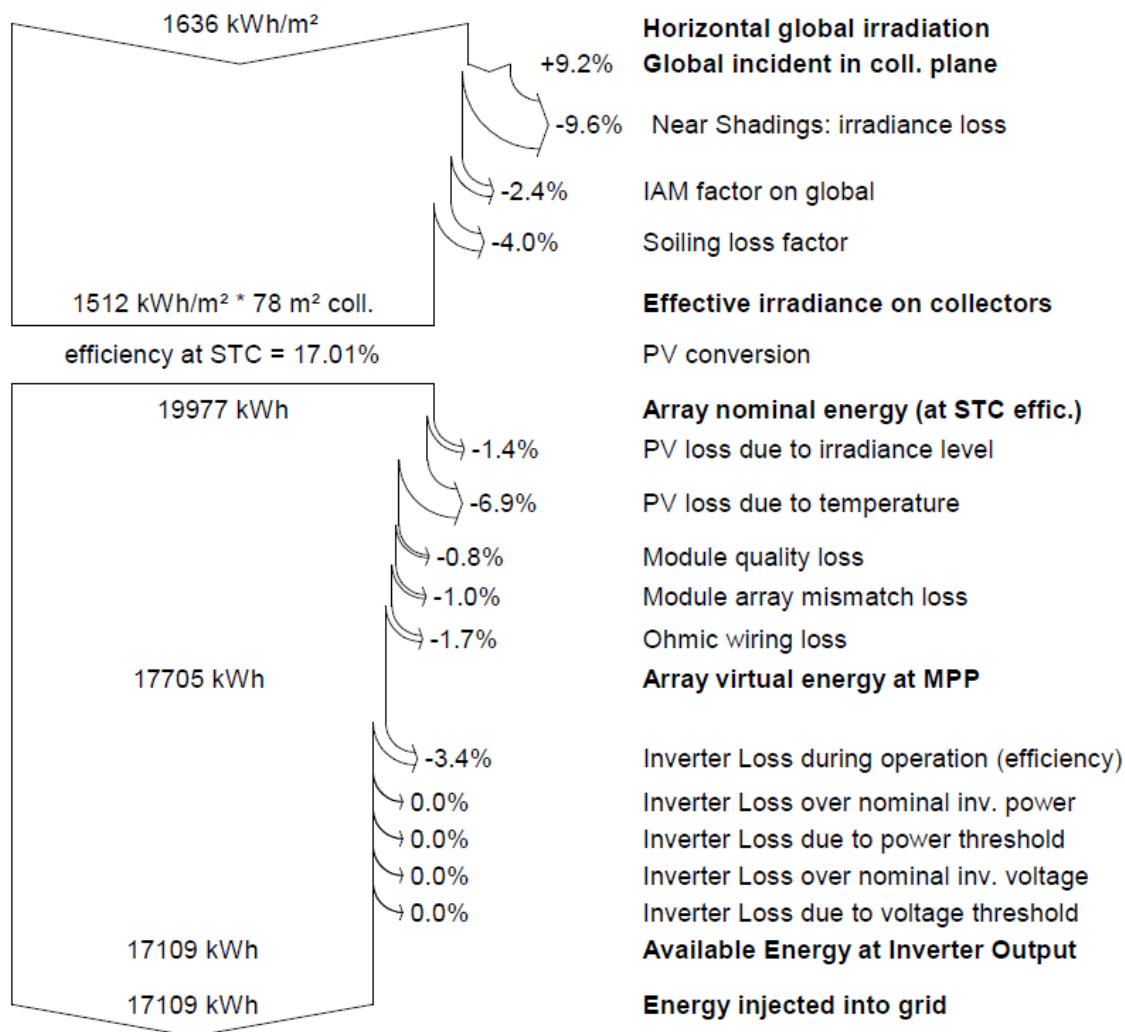 1636 kWh/m² Horizontal global irradiation
+9.2% Global incident in coll. plane
-9.6% Near Shadings: irradiance loss
-2.4% IAM factor on global
-4.0% Soiling loss factor
1512 kWh/m² * 78 m² coll. Effective irradiance on collectors
efficiency at STC = 17.01% PV conversion
19977 kWh Array nominal energy (at STC effic.)
-1.4% PV loss due to irradiance level
-6.9% PV loss due to temperature
-0.8% Module quality loss
-1.0% Module array mismatch loss
-1.7% Ohmic wiring loss
17705 kWh Array virtual energy at MPP
-3.4% Inverter Loss during operation (efficiency)
0.0% Inverter Loss over nominal inv. power
0.0% Inverter Loss due to power threshold
0.0% Inverter Loss over nominal inv. voltage
0.0% Inverter Loss due to voltage threshold
17109 kWh Available Energy at Inverter Output
17109 kWh Energy injected into grid